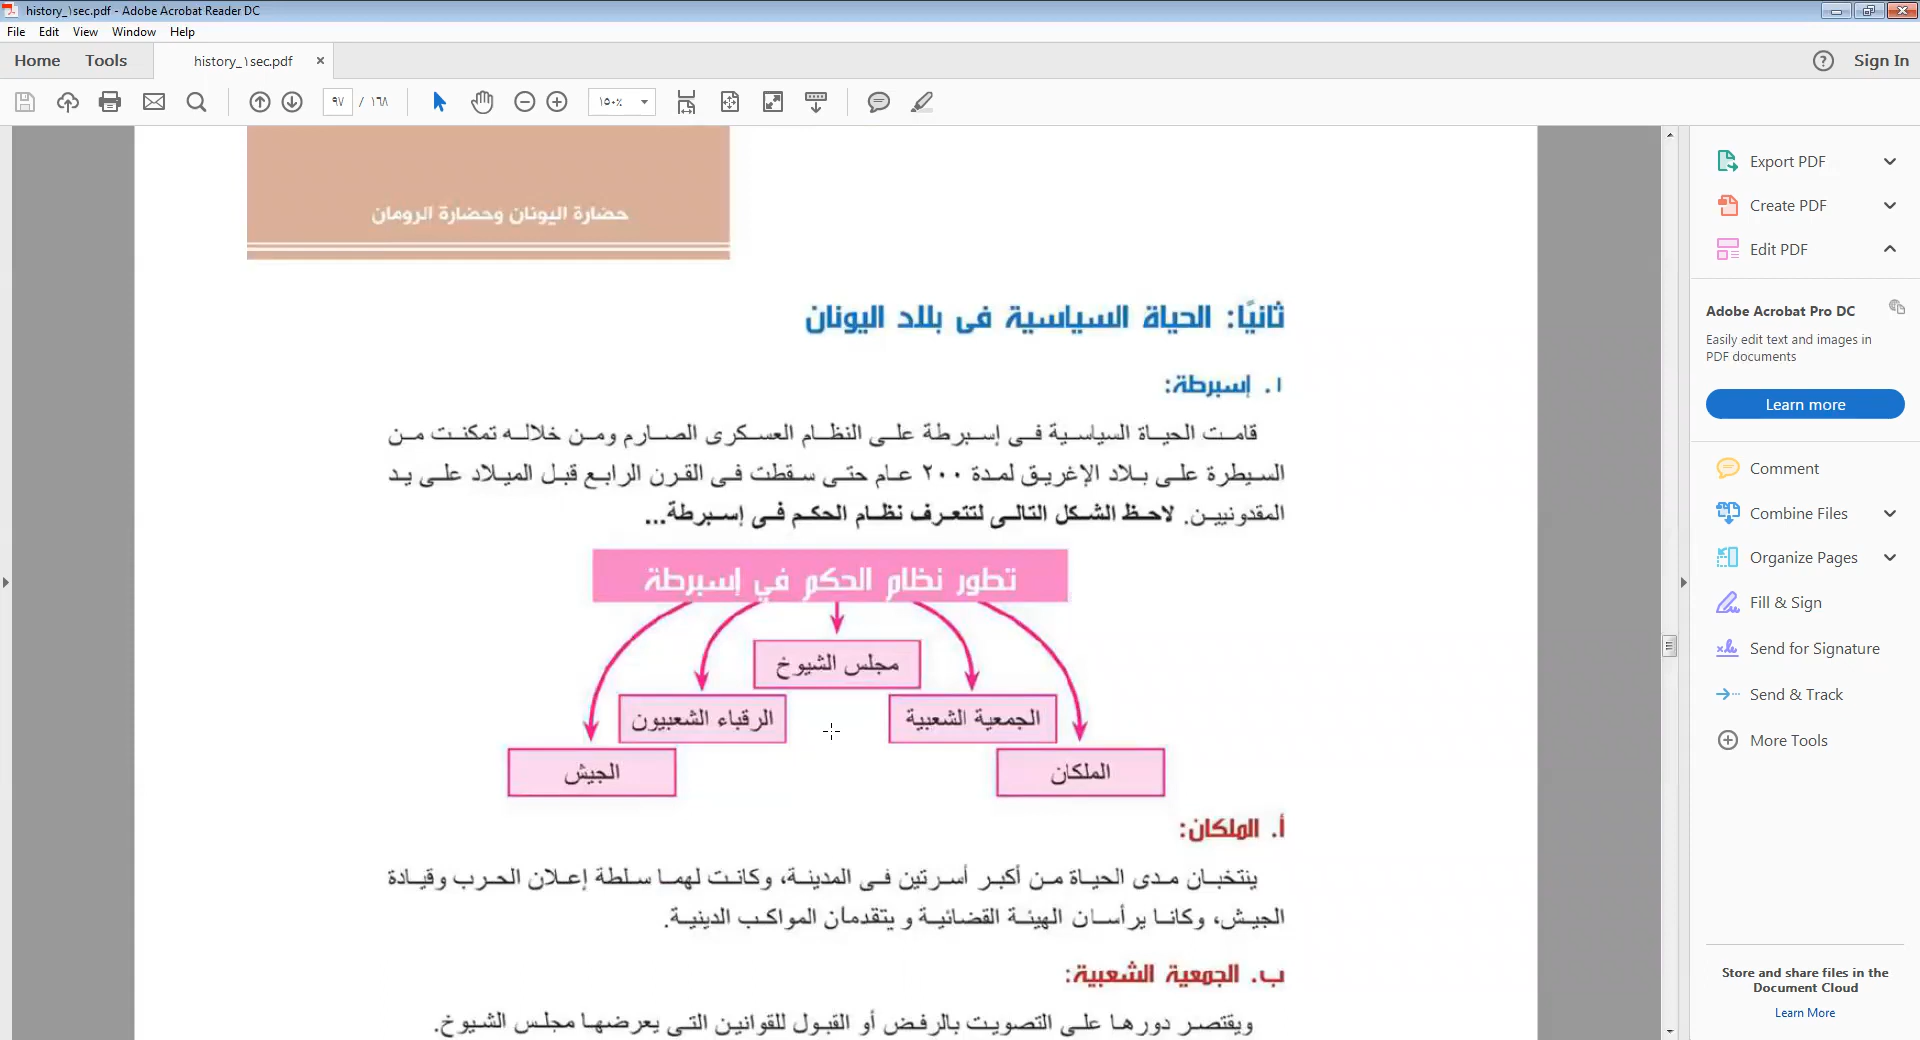 history_١sec.pdf - Adobe Acrobat Reader DC
File Edit View Window Help
Home Tools history_١sec.pdf Sign In
٩٧ / ١٦٨ ١٥٠٪
حضارة اليونان وحضارة الرومان
ثانيًا: الحياة السياسية فى بلاد اليونان
١. إسبرطة:
قامت الحياة السياسية فى إسبرطة على النظام العسكرى الصارم ومن خلاله تمكنت من
السيطرة على بلاد الإغريق لمدة ٢٠٠ عام حتى سقطت فى القرن الرابع قبل الميلاد على يد
المقدونيين. لاحظ الشكل التالى لتتعرف نظام الحكم فى إسبرطة...
تطور نظام الحكم في إسبرطة
مجلس الشيوخ
الجمعية الشعبية
الرقباء الشعبيون
الملكان
الجيش
أ. الملكان:
ينتخبان مدى الحياة من أكبر أسرتين فى المدينة، وكانت لهما سلطة إعلان الحرب وقيادة
الجيش، وكانا يرأسان الهيئة القضائية و يتقدمان المواكب الدينية.
ب. الجمعية الشعبية:
ويقتصر دورها على التصويت بالرفض أو القبول للقوانين التى يعرضها مجلس الشيوخ.
Export PDF
Create PDF
Edit PDF
Adobe Acrobat Pro DC
Easily edit text and images in
PDF documents
Learn more
Comment
Combine Files
Organize Pages
Fill & Sign
Send for Signature
Send & Track
More Tools
Store and share files in the
Document Cloud
Learn More